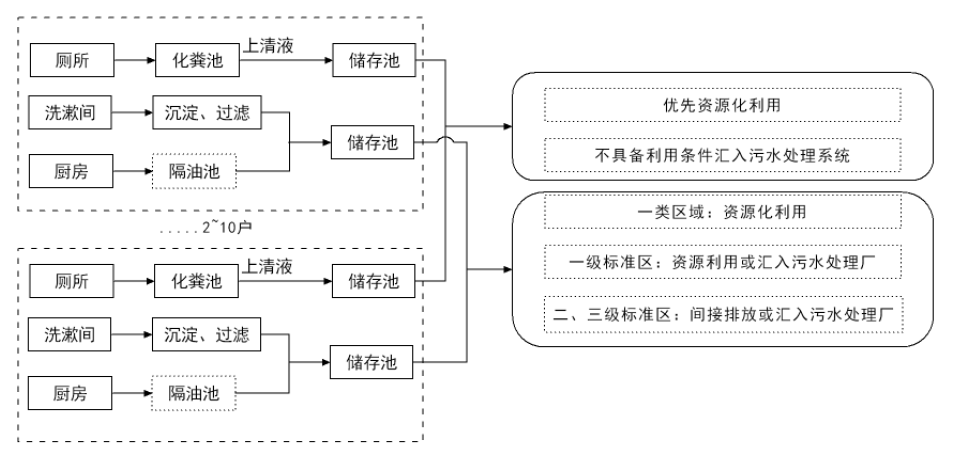 厕所
化粪池
上清液
储存池
洗漱间
沉淀、过滤
储存池
厨房
隔油池
.....2~10户
厕所
化粪池
上清液
储存池
洗漱间
沉淀、过滤
储存池
厨房
隔油池
优先资源化利用
不具备利用条件汇入污水处理系统
一类区域：资源化利用
一级标准区：资源利用或汇入污水处理厂
二、三级标准区：间接排放或汇入污水处理厂